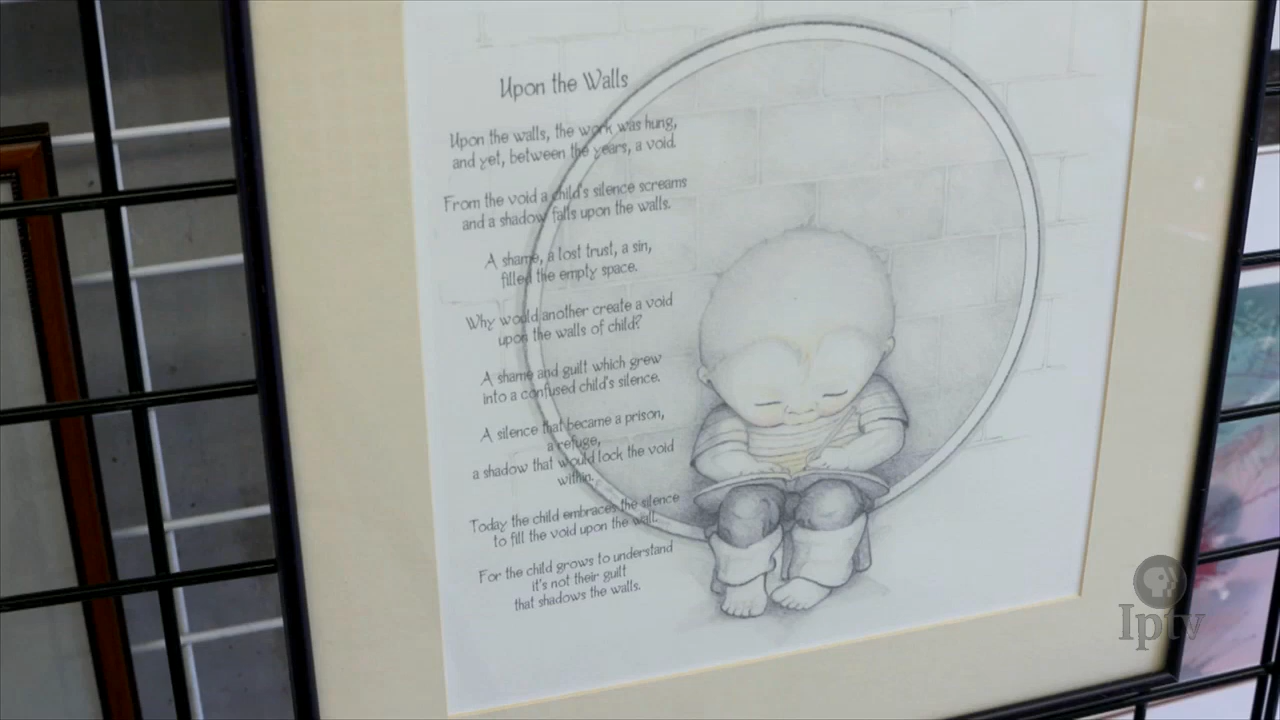 Upon the Walls
Upon the walls, the work was hung,
and yet, between the years, a void.
From the void a child's silence screams
and a shadow falls upon the walls.
A shame, a lost trust, a sin,
filled the empty space.
Why would another create a void
upon the walls of child?
A shame and guilt which grew
into a confused child's silence.
A silence that became a prison,
a refuge,
a shadow that would lock the void
within.
Today the child embraces the silence
to fill the void upon the wall.
For the child grows to understand
it's not their guilt
that shadows the walls.
Iptv